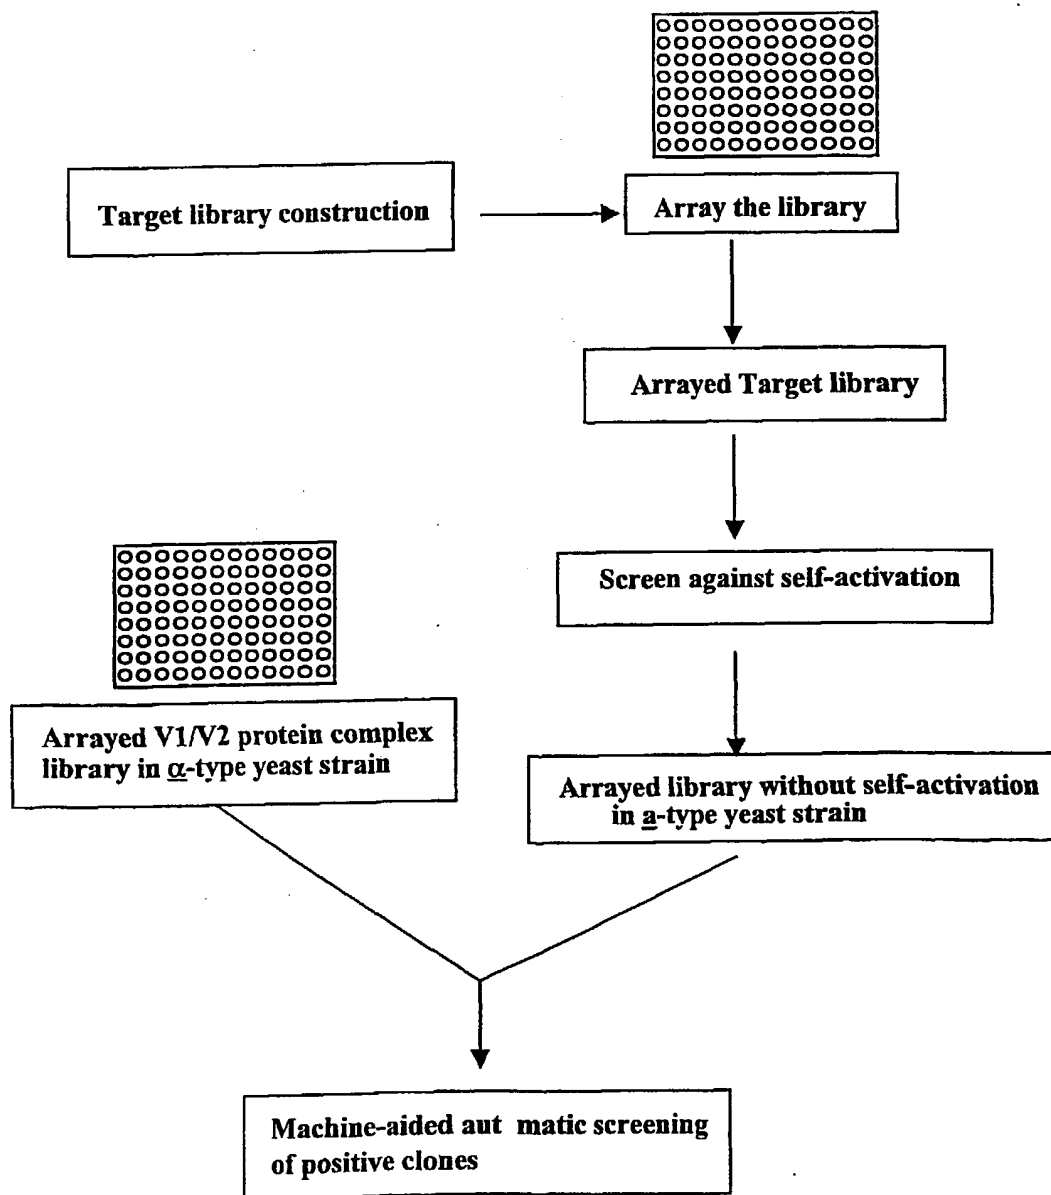 Target library construction
Array the library
Arrayed Target library
Screen against self-activation
Arrayed V1/V2 protein complex
library in α-type yeast strain
Arrayed library without self-activation
in a-type yeast strain
Machine-aided aut matic screening
of positive clones